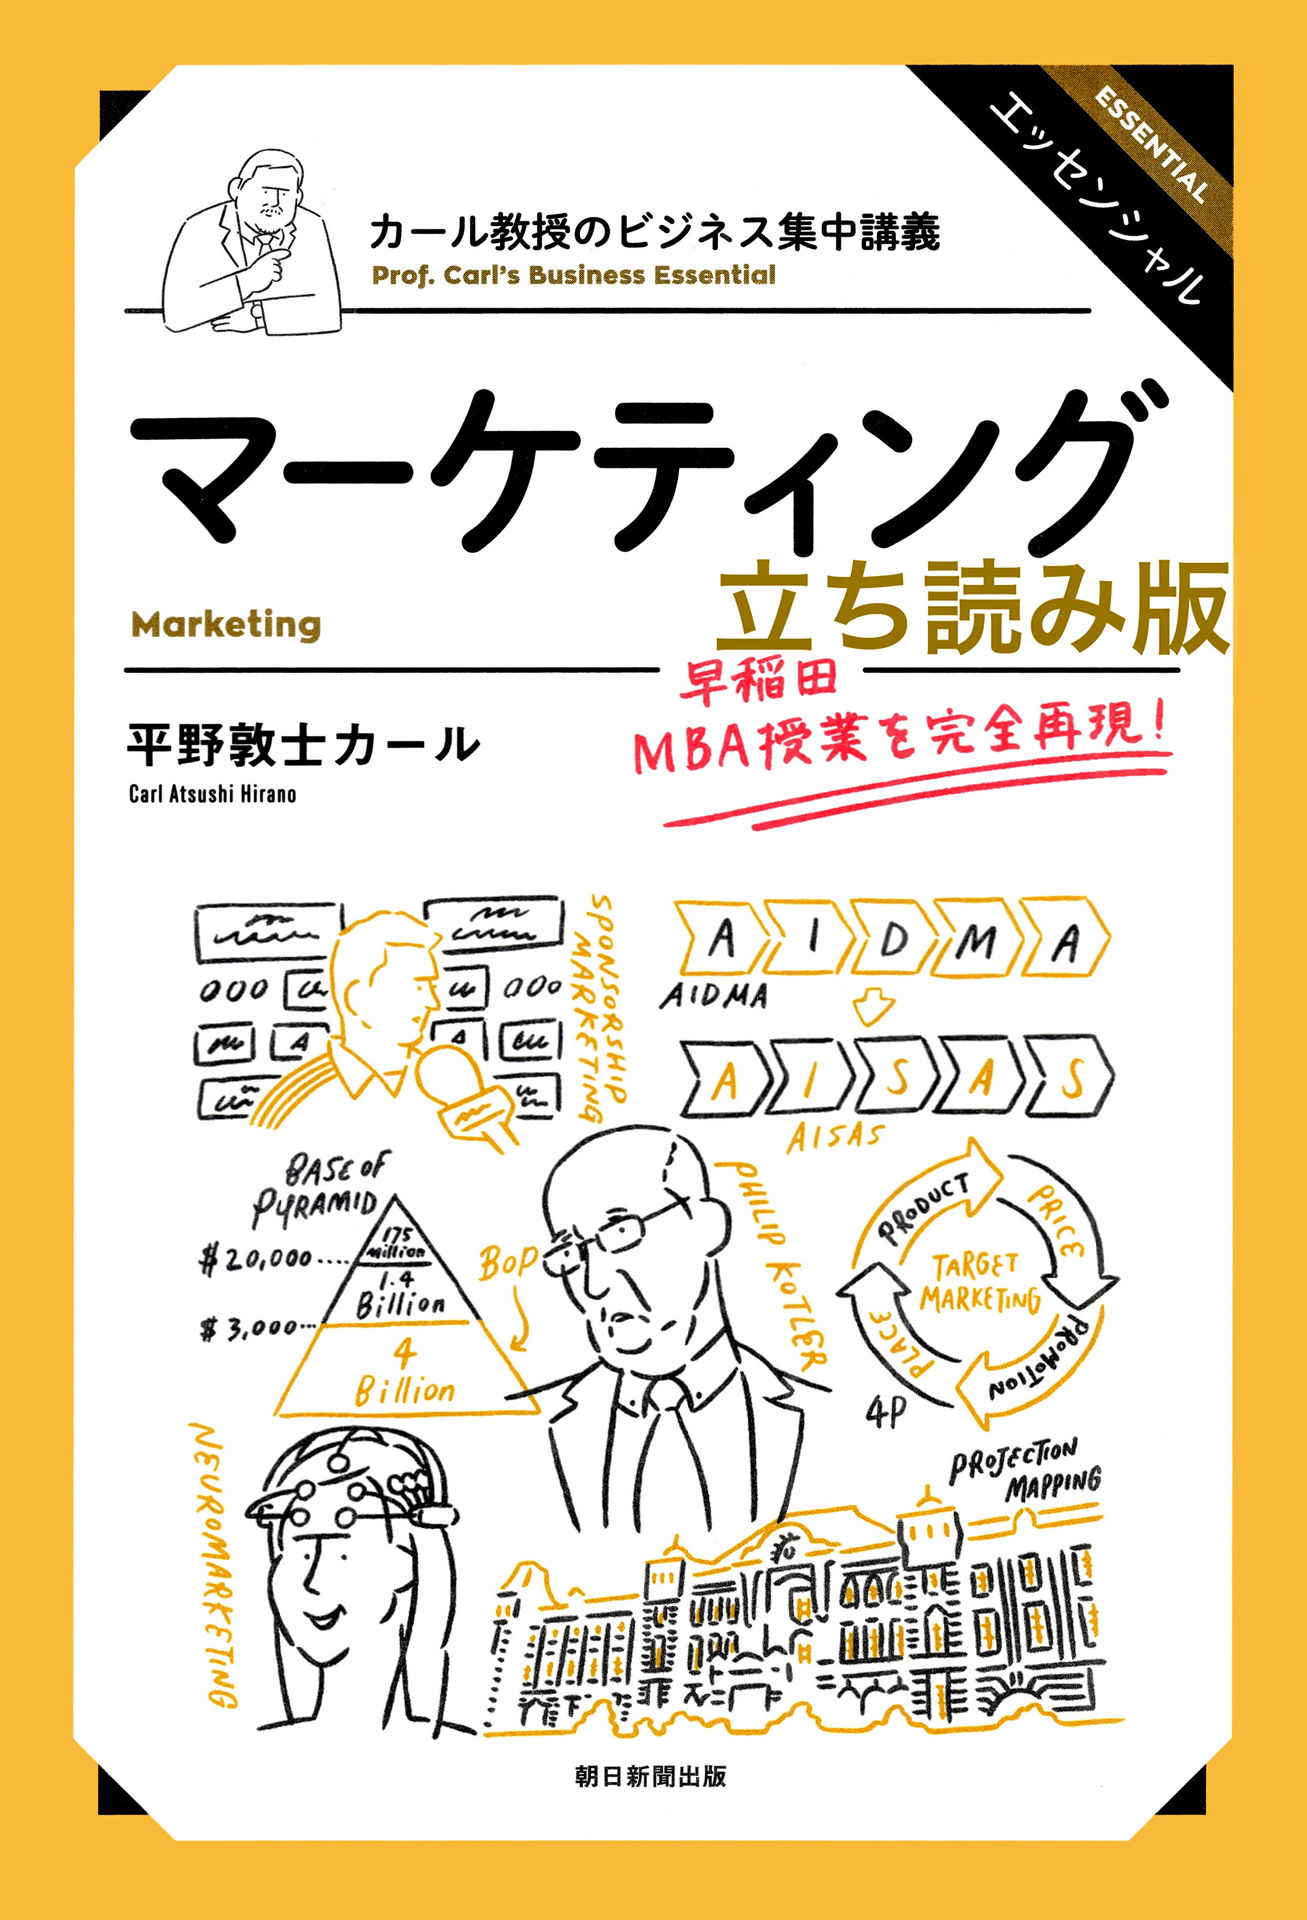 ESSENTIAL
エッセンシャル
カール教授のビジネス集中講義
Prof. Carl's Business Essential
マーケティング
立ち読み版
Marketing
早稲田
MBA授業を完全再現!
平野敦士カール
Carl Atsushi Hirano
SPONSORSHIP
MARKETING
A I D M A
AIDMA
A I S A S
AISAS
BASE OF
PYRAMID
175
Million
$20,000....
1.4
Billion
$3,000...
4
Billion
BOP
PHILIP KOTLER
PRODUCT
PRICE
PROMOTION
PLACE
TARGET
MARKETING
4P
NEUROMARKETING
PROJECTION
MAPPING
朝日新聞出版